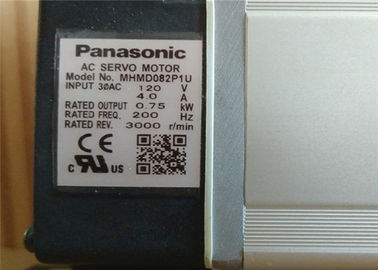 Panasonic
AC SERVO MOTOR
Model No. MHMD082P1U
INPUT 3ØAC 120 V
4.0 A
RATED OUTPUT 0.75 kW
RATED FREQ. 200 Hz
RATED REV. 3000 r/min
CE
C RU US